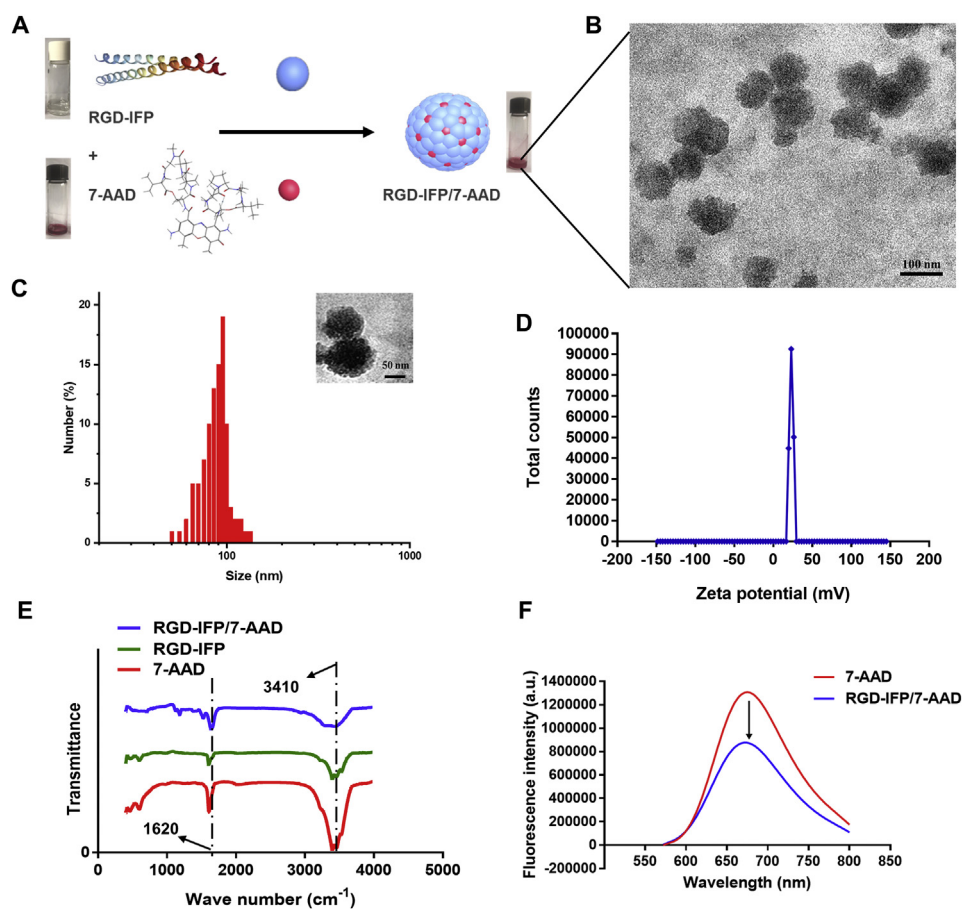 A
RGD-IFP
+
7-AAD
RGD-IFP/7-AAD
B
100 nm
C
20
15
10
5
0
Number (%)
100
1000
Size (nm)
50 nm
D
100000
90000
80000
70000
60000
50000
40000
30000
20000
10000
0
Total counts
-200
-150
-100
-50
0
50
100
150
200
Zeta potential (mV)
E
RGD-IFP/7-AAD
RGD-IFP
7-AAD
3410
1620
Transmittance
0
0
1000
2000
3000
4000
5000
Wave number (cm⁻¹)
F
7-AAD
RGD-IFP/7-AAD
1400000
1200000
1000000
800000
600000
400000
200000
0
-200000
Fluorescence intensity (a.u.)
550
600
650
700
750
800
850
Wavelength (nm)